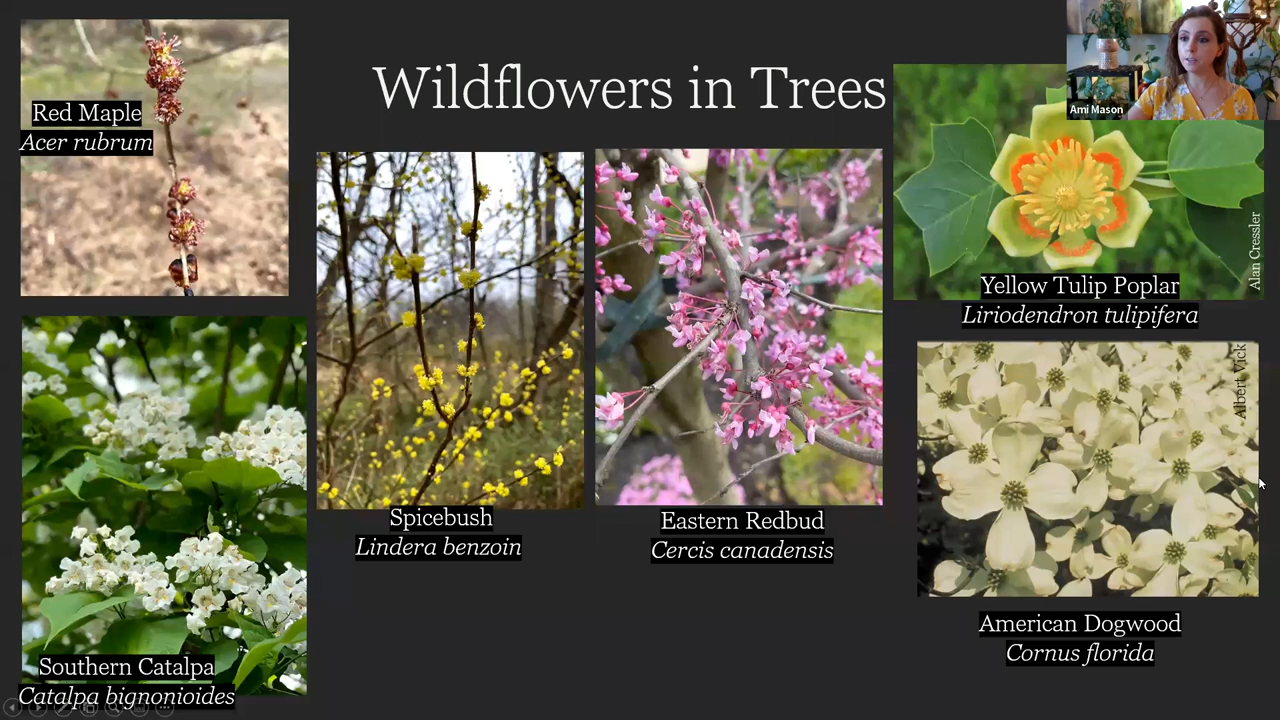 Wildflowers in Trees
Ami Mason
Red Maple
Acer rubrum
Spicebush
Lindera benzoin
Eastern Redbud
Cercis canadensis
Alan Cressler
Yellow Tulip Poplar
Liriodendron tulipifera
Albert Vick
American Dogwood
Cornus florida
Southern Catalpa
Catalpa bignonioides